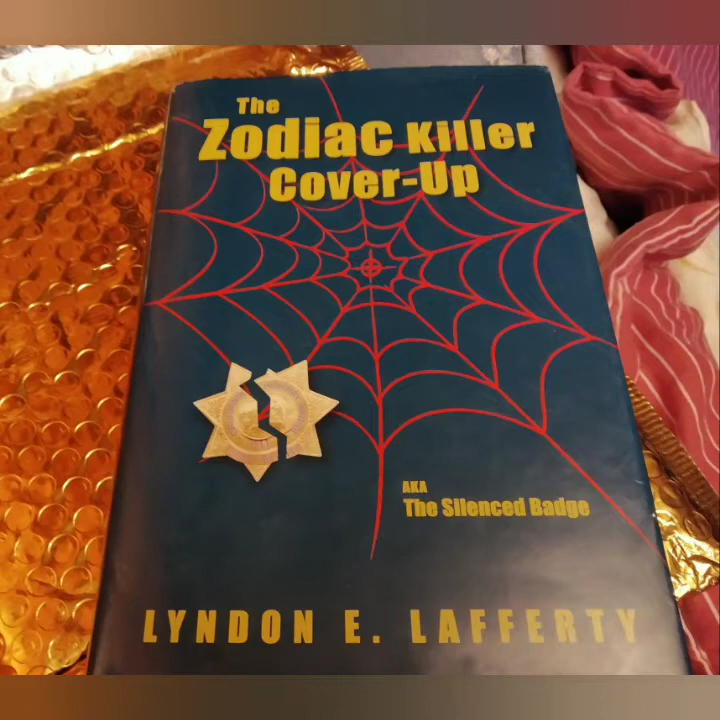 The
Zodiac Killer
Cover-Up
AKA
The Silenced Badge
LYNDON E. LAFFERTY